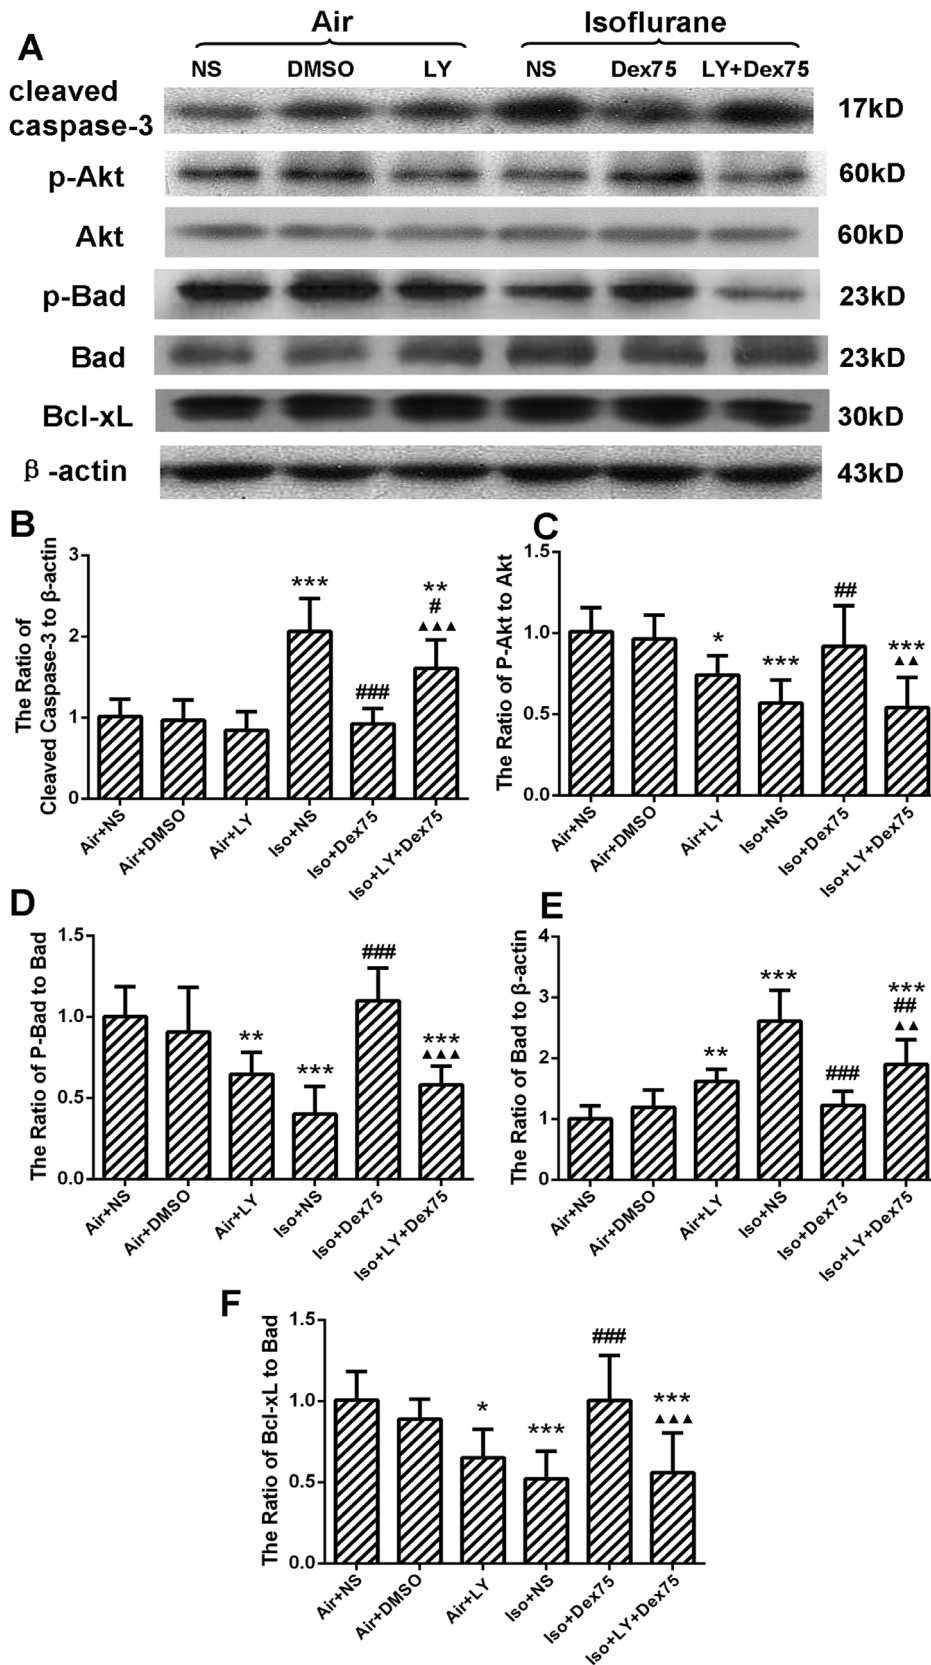 A
Air Isoflurane
NS DMSO LY NS Dex75 LY+Dex75
cleaved
caspase-3 17kD
p-Akt 60kD
Akt 60kD
p-Bad 23kD
Bad 23kD
Bcl-xL 30kD
β-actin 43kD
B
The Ratio of
Cleaved Caspase-3 to β-actin
3
2
1
0
***
###
**
#
▲▲▲
Air+NS
Air+DMSO
Air+LY
Iso+NS
Iso+Dex75
Iso+LY+Dex75
C
The Ratio of P-Akt to Akt
1.5
1.0
0.5
0.0
*
***
##
***
▲▲
Air+NS
Air+DMSO
Air+LY
Iso+NS
Iso+Dex75
Iso+LY+Dex75
D
The Ratio of P-Bad to Bad
1.5
1.0
0.5
0.0
**
***
###
***
▲▲▲
Air+NS
Air+DMSO
Air+LY
Iso+NS
Iso+Dex75
Iso+LY+Dex75
E
The Ratio of Bad to β-actin
4
3
2
1
0
**
***
###
***
##
▲▲
Air+NS
Air+DMSO
Air+LY
Iso+NS
Iso+Dex75
Iso+LY+Dex75
F
The Ratio of Bcl-xL to Bad
1.5
1.0
0.5
0.0
*
***
###
***
▲▲▲
Air+NS
Air+DMSO
Air+LY
Iso+NS
Iso+Dex75
Iso+LY+Dex75